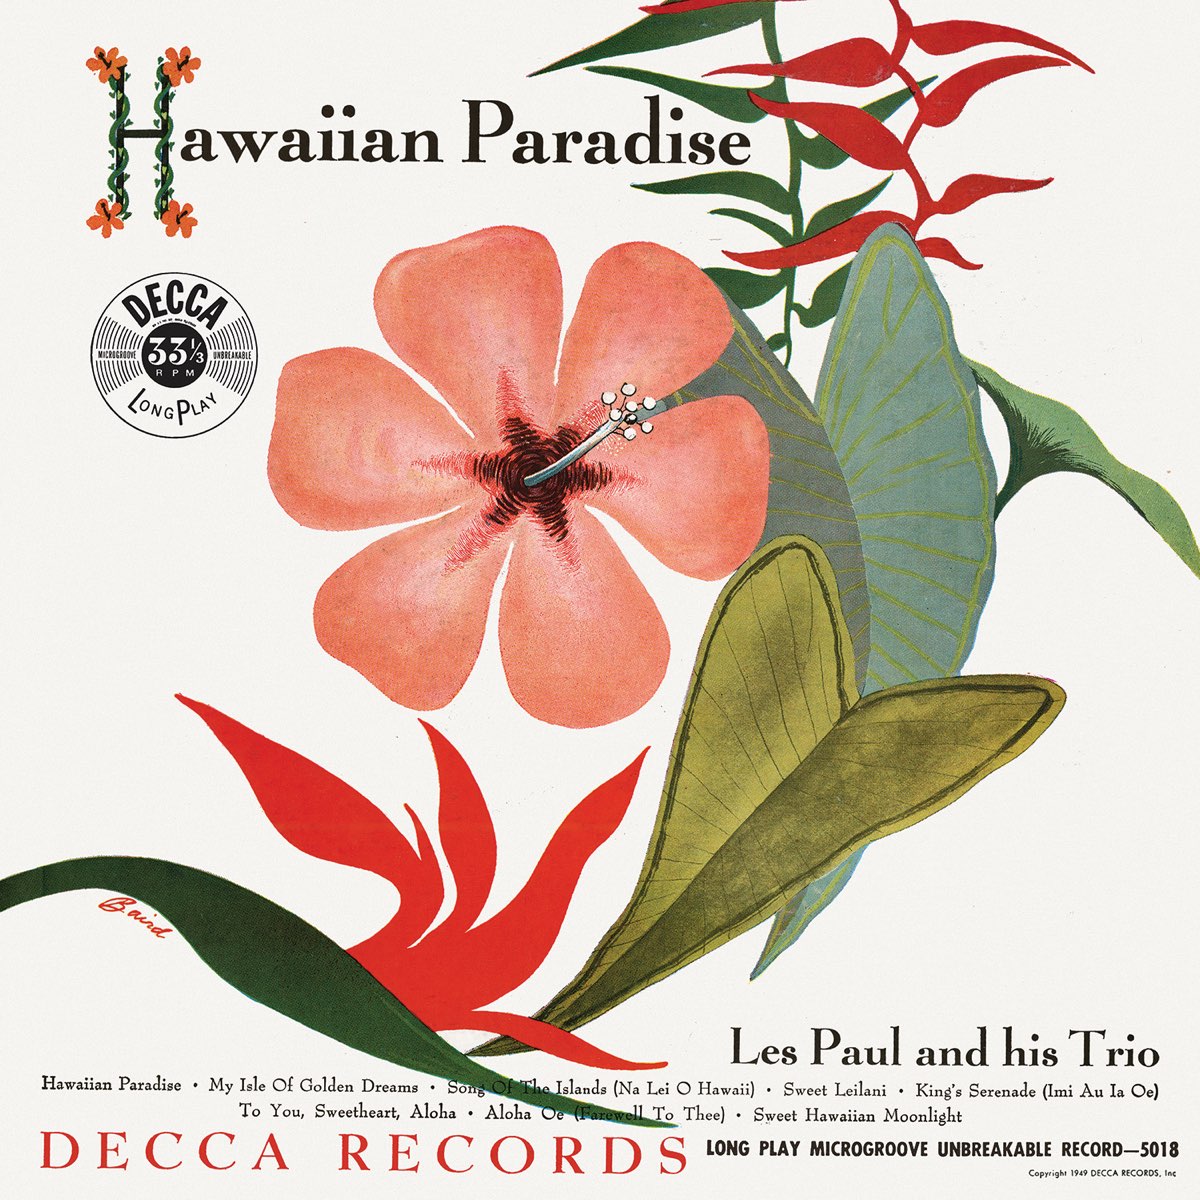 Hawaiian Paradise
DECCA
MICROGROOVE 33 1/3 UNBREAKABLE
RPM
LONG PLAY
Baird
Les Paul and his Trio
Hawaiian Paradise • My Isle Of Golden Dreams • Song Of The Islands (Na Lei O Hawaii) • Sweet Leilani • King's Serenade (Imi Au Ia Oe)
To You, Sweetheart, Aloha • Aloha Oe (Farewell To Thee) • Sweet Hawaiian Moonlight
DECCA RECORDS
LONG PLAY MICROGROOVE UNBREAKABLE RECORD—5018
Copyright 1949 DECCA RECORDS, Inc